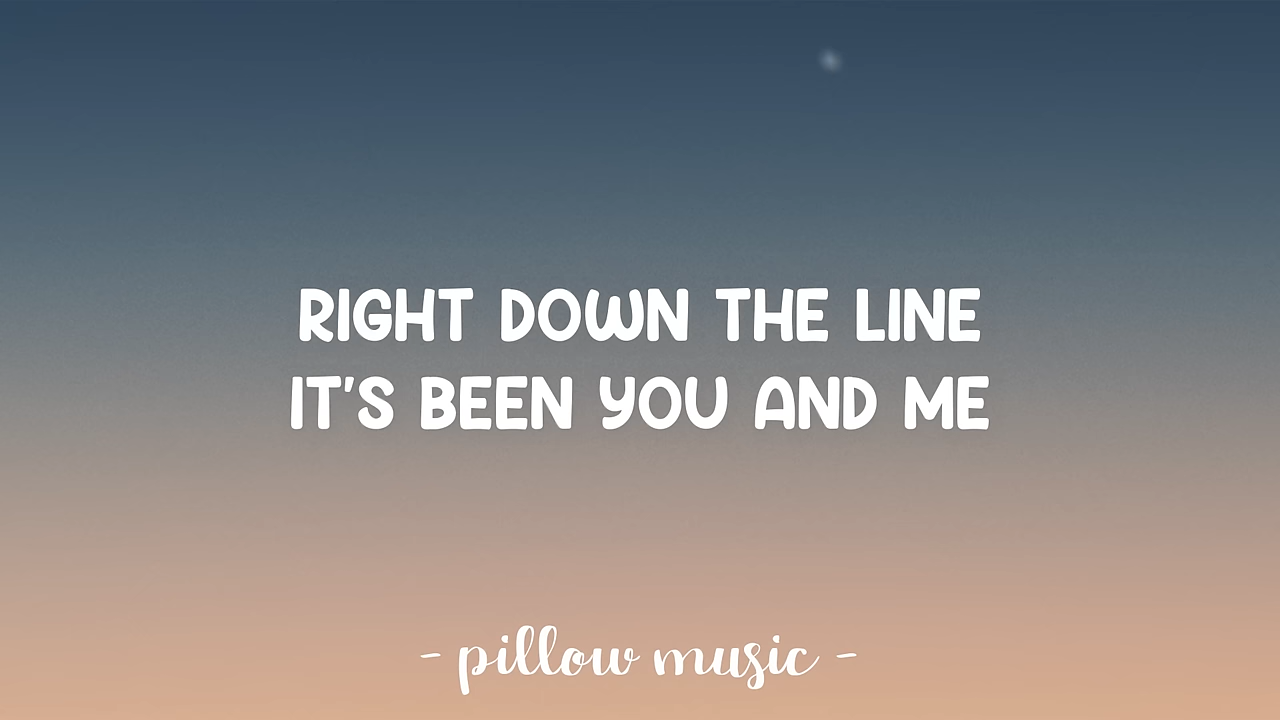 RIGHT DOWN THE LINE
IT'S BEEN YOU AND ME
- pillow music -